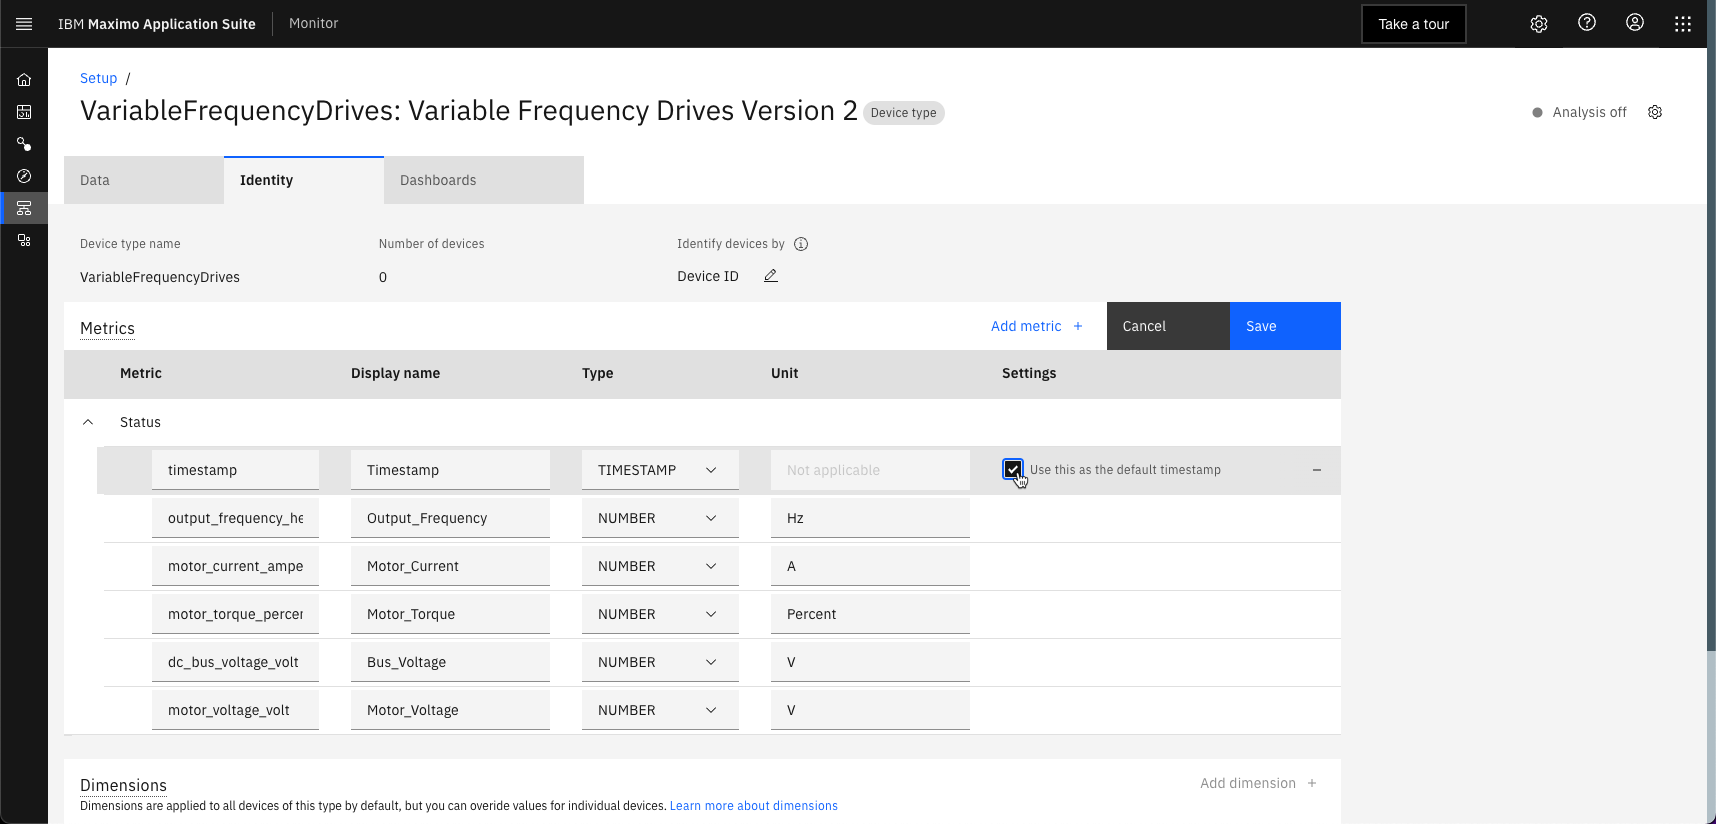 IBM Maximo Application Suite Monitor Take a tour
Setup /
VariableFrequencyDrives: Variable Frequency Drives Version 2 Device type Analysis off
Data Identity Dashboards
Device type name Number of devices Identify devices by
VariableFrequencyDrives 0 Device ID
Metrics Add metric + Cancel Save
Metric Display name Type Unit Settings
Status
timestamp Timestamp TIMESTAMP Not applicable Use this as the default timestamp
output_frequency_he Output_Frequency NUMBER Hz
motor_current_ampe Motor_Current NUMBER A
motor_torque_percer Motor_Torque NUMBER Percent
dc_bus_voltage_volt Bus_Voltage NUMBER V
motor_voltage_volt Motor_Voltage NUMBER V
Dimensions Add dimension +
Dimensions are applied to all devices of this type by default, but you can override values for individual devices. Learn more about dimensions